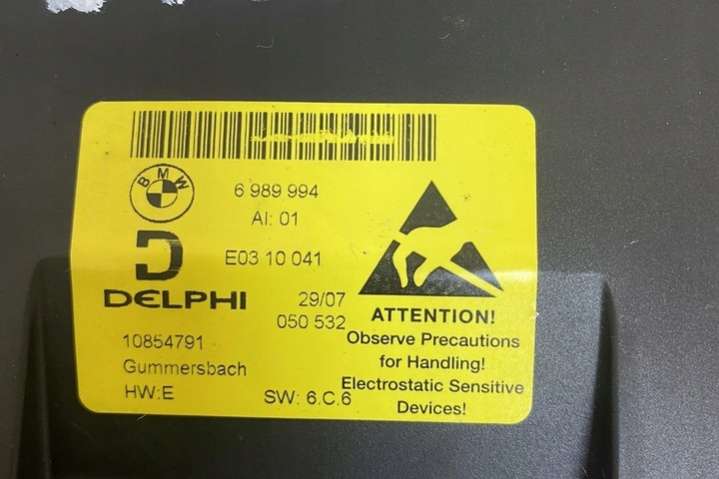 BMW
6 989 994
AI: 01
E03 10 041
DELPHI
29/07
050 532
10854791
Gummersbach
HW:E
SW: 6.C.6
ATTENTION!
Observe Precautions
for Handling!
Electrostatic Sensitive
Devices!